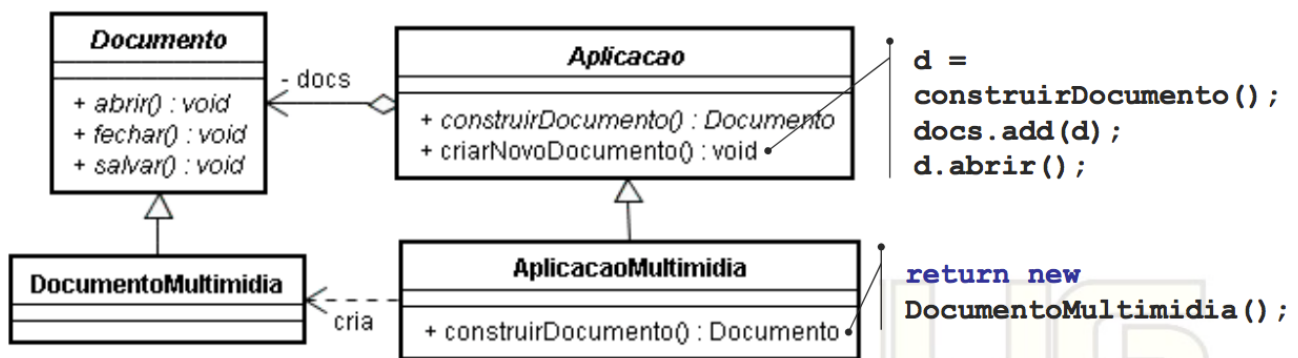 Documento
+ abrir() : void
+ fechar() : void
+ salvar() : void
- docs
Aplicacao
+ construirDocumento() : Documento
+ criarNovoDocumento() : void
d =
construirDocumento();
docs.add(d);
d.abrir();
DocumentoMultimidia
cria
AplicacaoMultimidia
+ construirDocumento() : Documento
return new
DocumentoMultimidia();